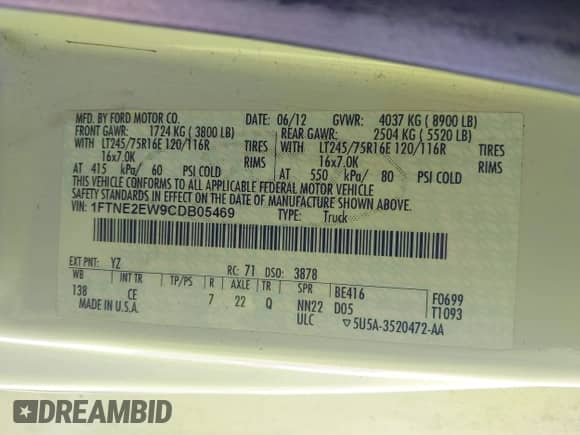 MFD. BY FORD MOTOR CO. DATE: 06/12 GVWR: 4037 KG ( 8900 LB)
FRONT GAWR: 1724 KG ( 3800 LB) REAR GAWR: 2504 KG ( 5520 LB)
WITH LT245/75R16E 120/116R TIRES WITH LT245/75R16E 120/116R TIRES
16x7.0K RIMS 16x7.0K RIMS
AT 415 kPa/ 60 PSI COLD AT 550 kPa/ 80 PSI COLD
THIS VEHICLE CONFORMS TO ALL APPLICABLE FEDERAL MOTOR VEHICLE
SAFETY STANDARDS IN EFFECT ON THE DATE OF MANUFACTURE SHOWN ABOVE.
VIN: 1FTNE2EW9CDB05469 TYPE: Truck
EXT PNT: YZ RC: 71 DSO: 3878
WB INT TR TP/PS R AXLE TR SPR BE416 F0699
138 CE 7 22 Q NN22 D05 T1093
MADE IN U.S.A. ULC ▽5U5A-3520472-AA
DREAMBID